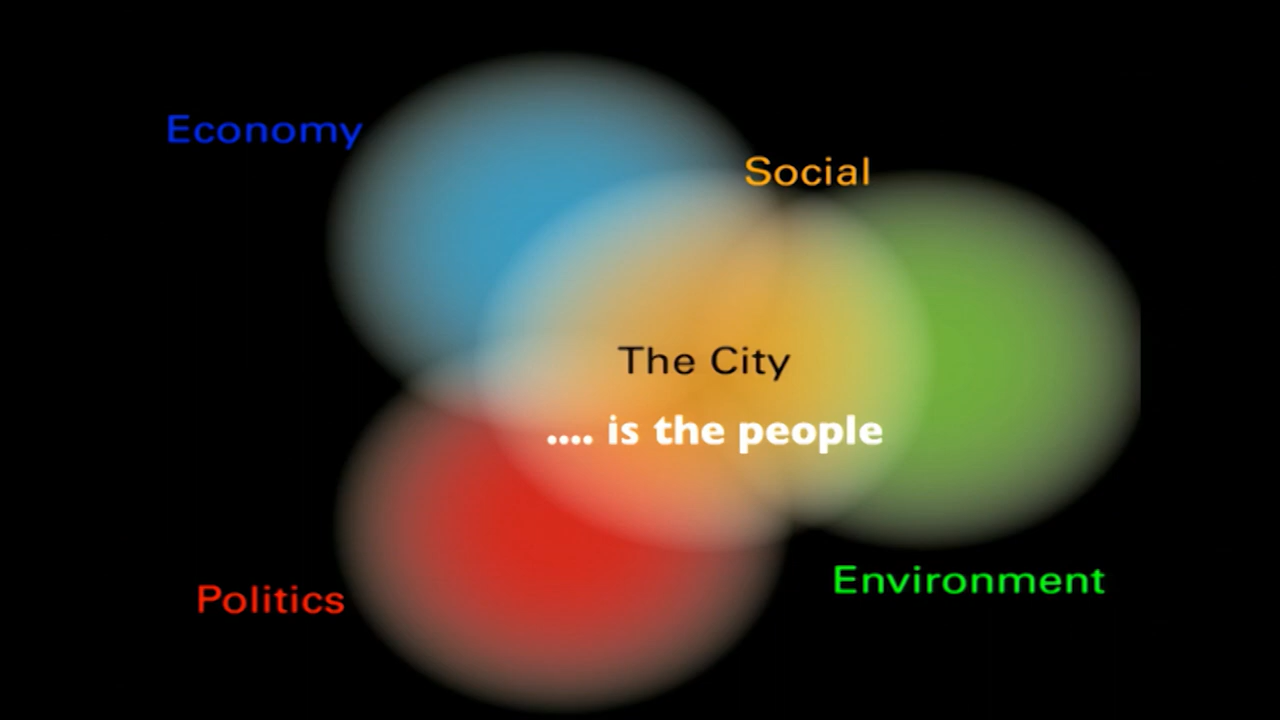 Economy
Social
The City
.... is the people
Environment
Politics